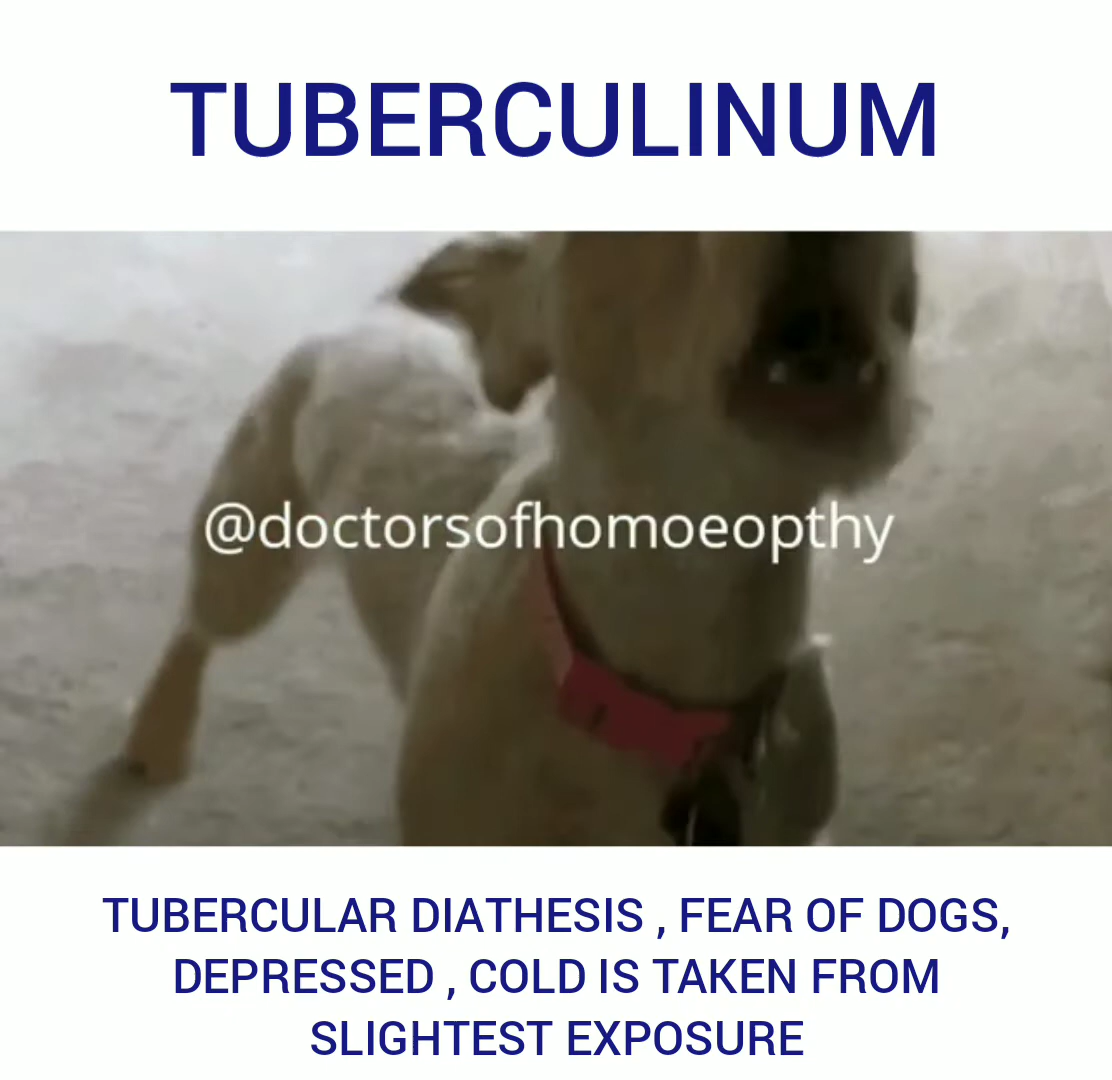 TUBERCULINUM
@doctorsofhomoeopthy
TUBERCULAR DIATHESIS , FEAR OF DOGS,
DEPRESSED , COLD IS TAKEN FROM
SLIGHTEST EXPOSURE